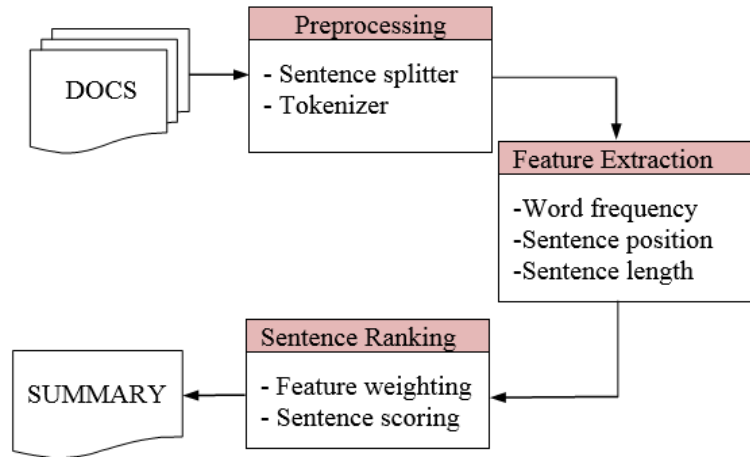 DOCS
Preprocessing
- Sentence splitter
- Tokenizer
Feature Extraction
-Word frequency
-Sentence position
-Sentence length
Sentence Ranking
- Feature weighting
- Sentence scoring
SUMMARY